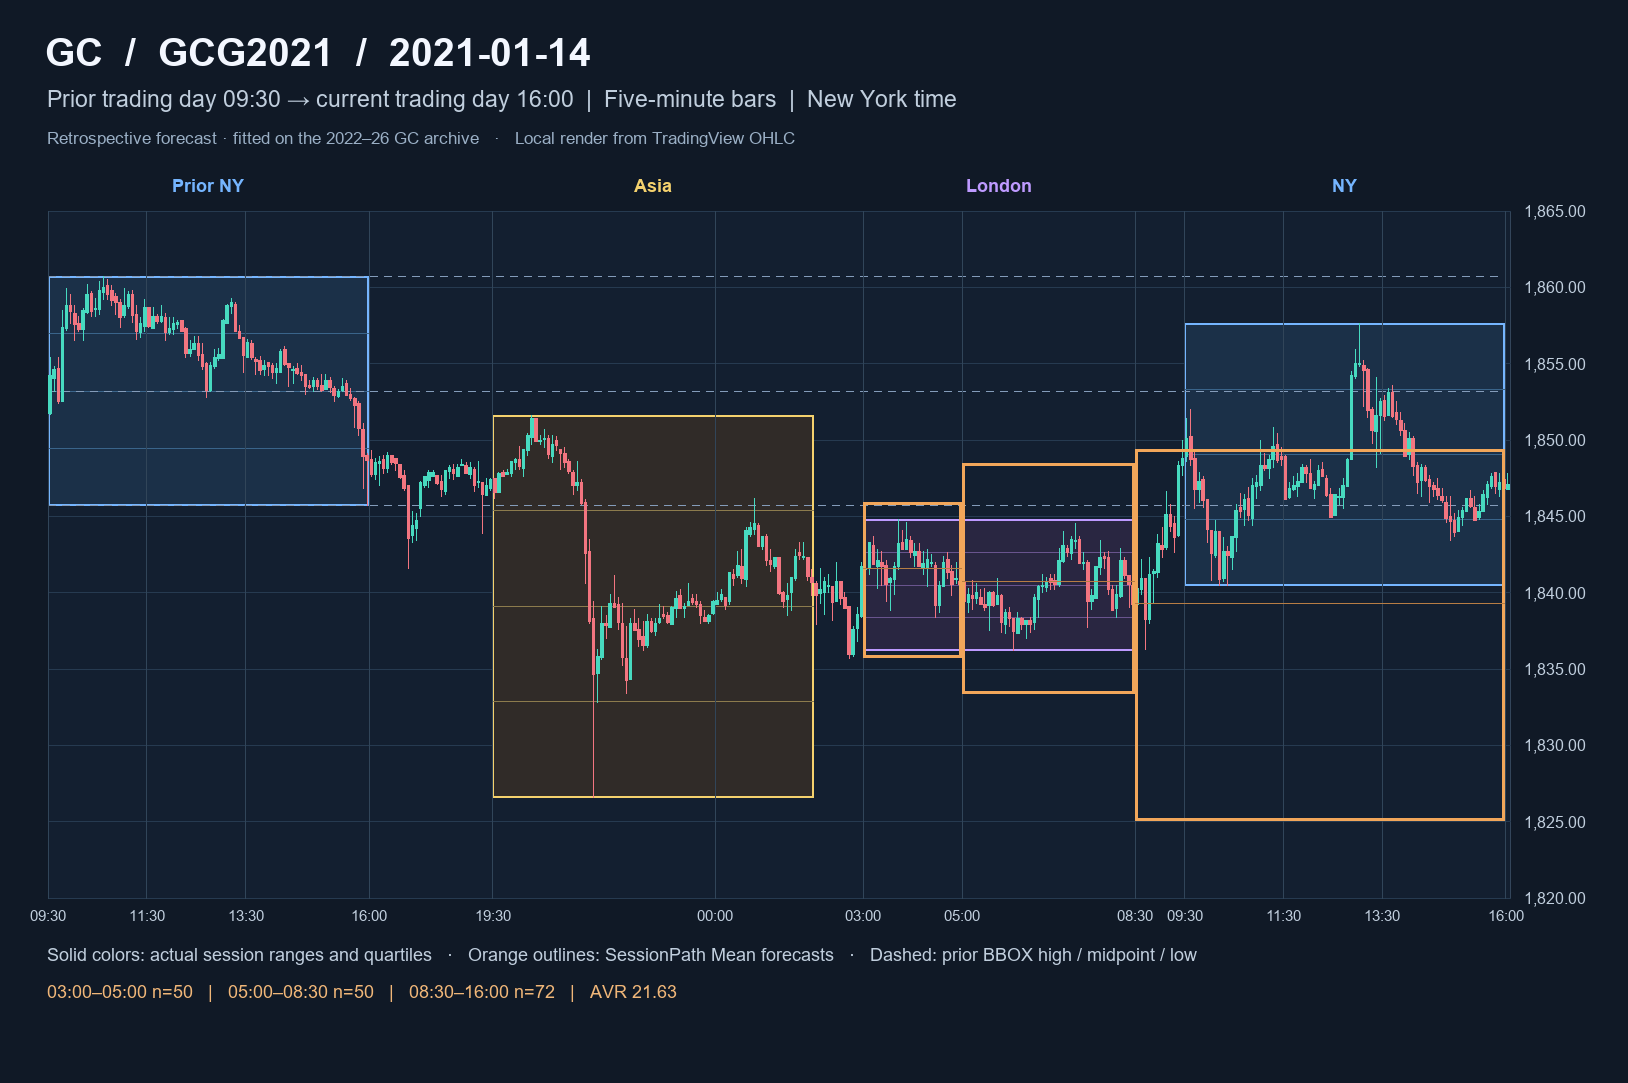 GC / GCG2021 / 2021-01-14
Prior trading day 09:30 → current trading day 16:00 | Five-minute bars | New York time
Retrospective forecast · fitted on the 2022–26 GC archive · Local render from TradingView OHLC
Prior NY Asia London NY
1,865.00
1,860.00
1,855.00
1,850.00
1,845.00
1,840.00
1,835.00
1,830.00
1,825.00
1,820.00
09:30 11:30 13:30 16:00 19:30 00:00 03:00 05:00 08:30 09:30 11:30 13:30 16:00
Solid colors: actual session ranges and quartiles · Orange outlines: SessionPath Mean forecasts · Dashed: prior BBOX high / midpoint / low
03:00–05:00 n=50 | 05:00–08:30 n=50 | 08:30–16:00 n=72 | AVR 21.63